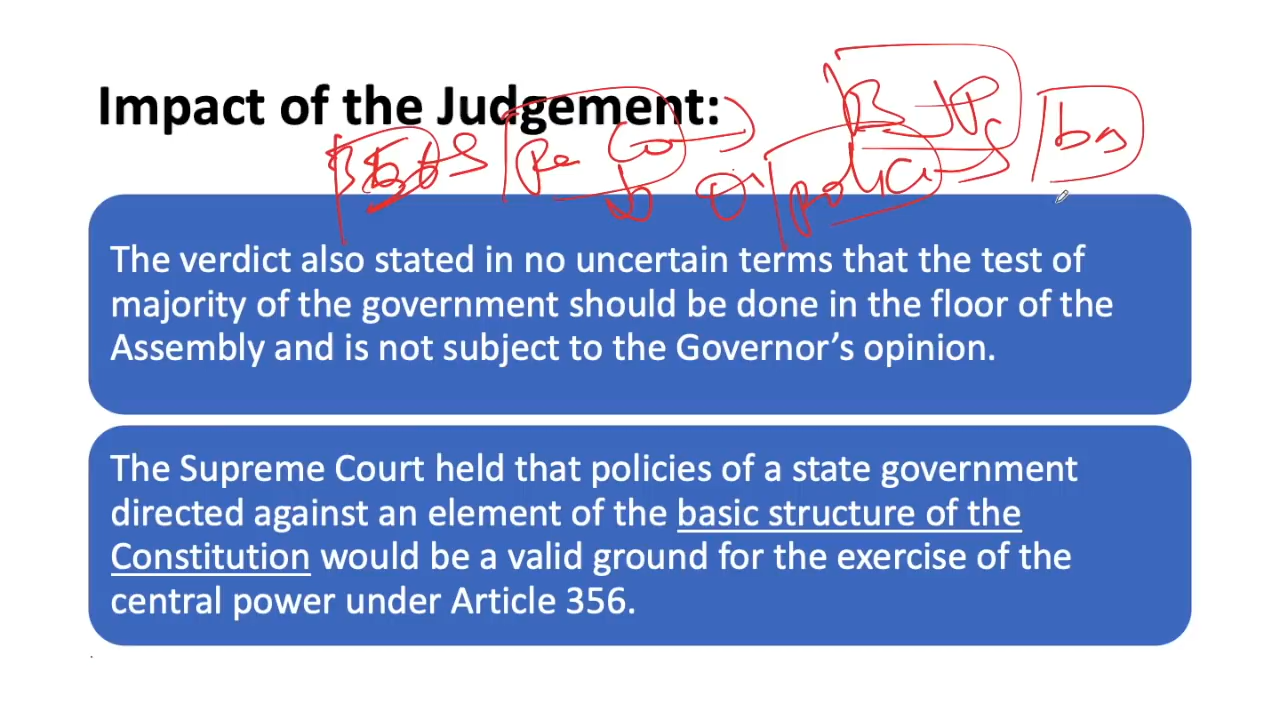 Impact of the Judgement:
The verdict also stated in no uncertain terms that the test of
majority of the government should be done in the floor of the
Assembly and is not subject to the Governor’s opinion.
The Supreme Court held that policies of a state government
directed against an element of the basic structure of the
Constitution would be a valid ground for the exercise of the
central power under Article 356.